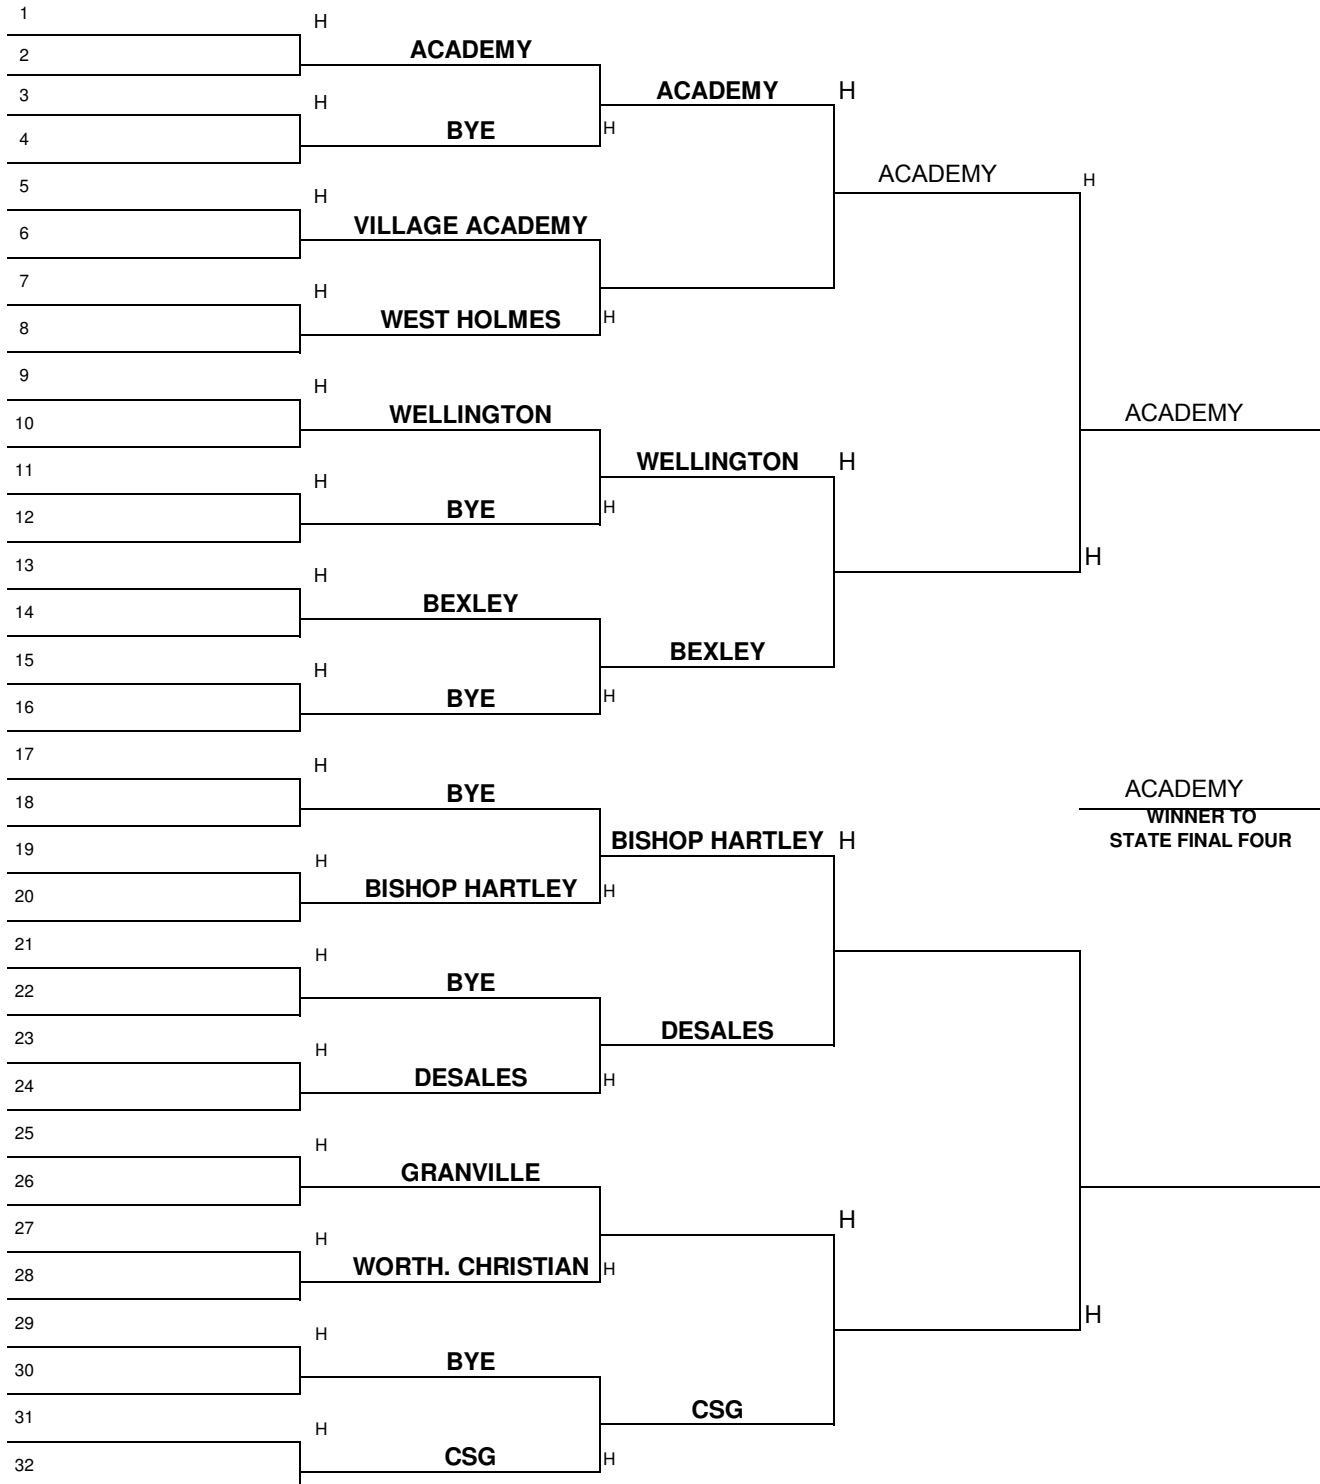 1
H
2
ACADEMY
3
ACADEMY
H
H
4
BYE
H
ACADEMY
H
5
H
6
VILLAGE ACADEMY
7
H
8
WEST HOLMES
H
9
H
10
WELLINGTON
ACADEMY
11
WELLINGTON
H
H
12
BYE
H
13
H
H
14
BEXLEY
15
BEXLEY
H
16
BYE
H
17
H
18
BYE
ACADEMY
WINNER TO
STATE FINAL FOUR
19
BISHOP HARTLEY
H
H
20
BISHOP HARTLEY
H
21
H
22
BYE
23
DESALES
H
24
DESALES
H
25
H
26
GRANVILLE
27
H
H
28
WORTH. CHRISTIAN
H
29
H
H
30
BYE
31
CSG
H
32
CSG
H